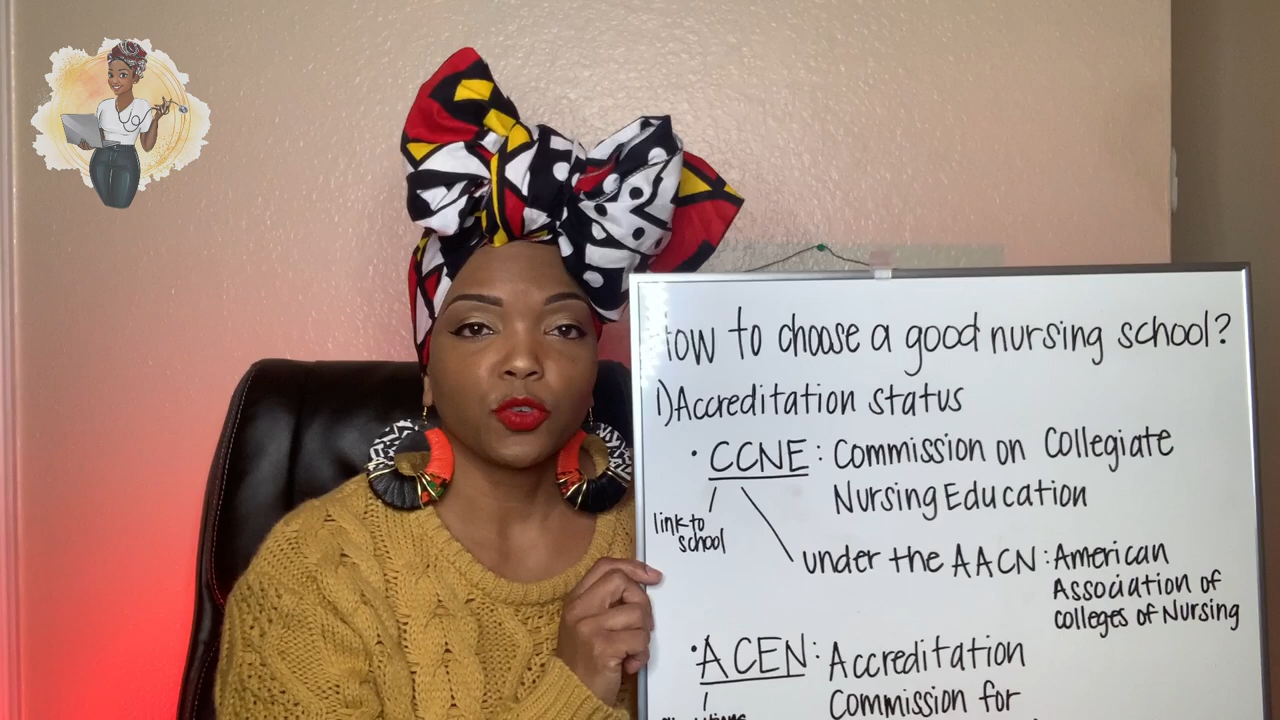 How to choose a good nursing school?
1) Accreditation status
• CCNE: Commission on Collegiate
Nursing Education
link to
school
under the AACN: American
Association of
colleges of Nursing
• ACEN: Accreditation
Commission for